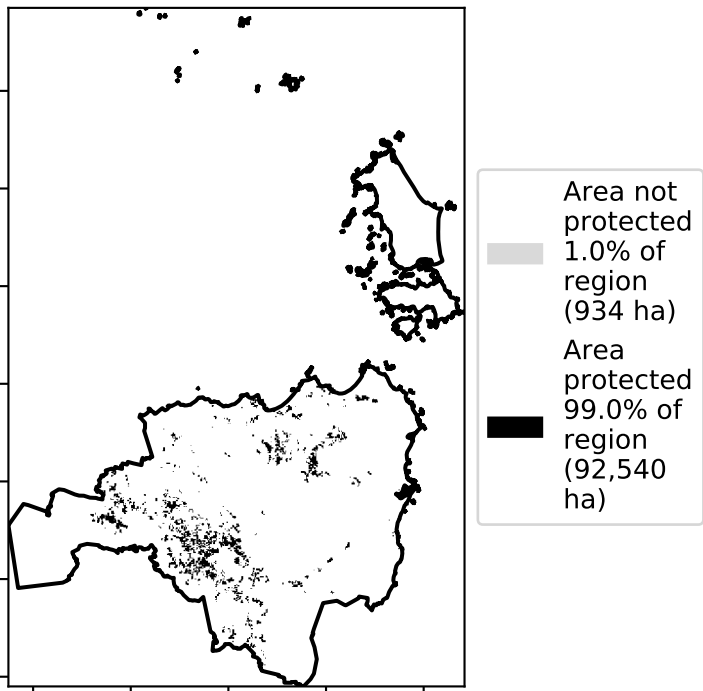 Area not
protected
1.0% of
region
(934 ha)
Area
protected
99.0% of
region
(92,540
ha)